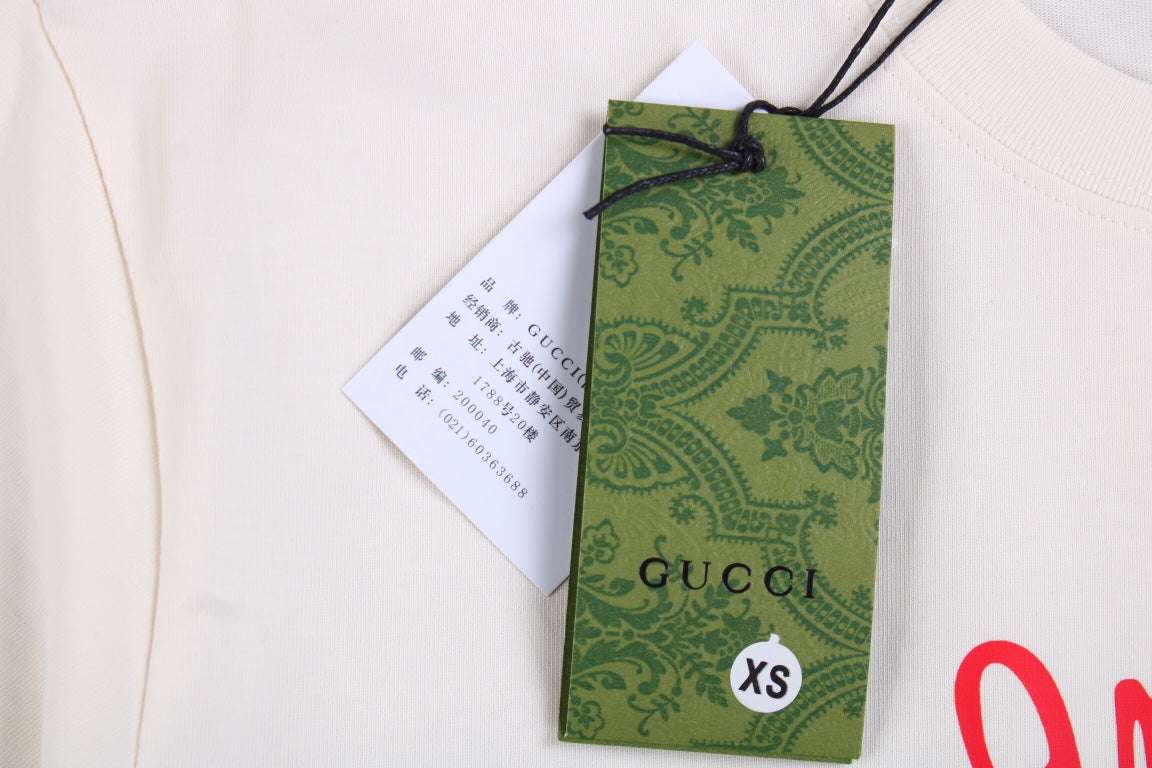 品 牌: GUCCI(
经销商: 古驰(中国)贸
地 址: 上海市静安区南
1788号20楼
邮 编: 200040
电 话: (021)60363688
GUCCI
XS